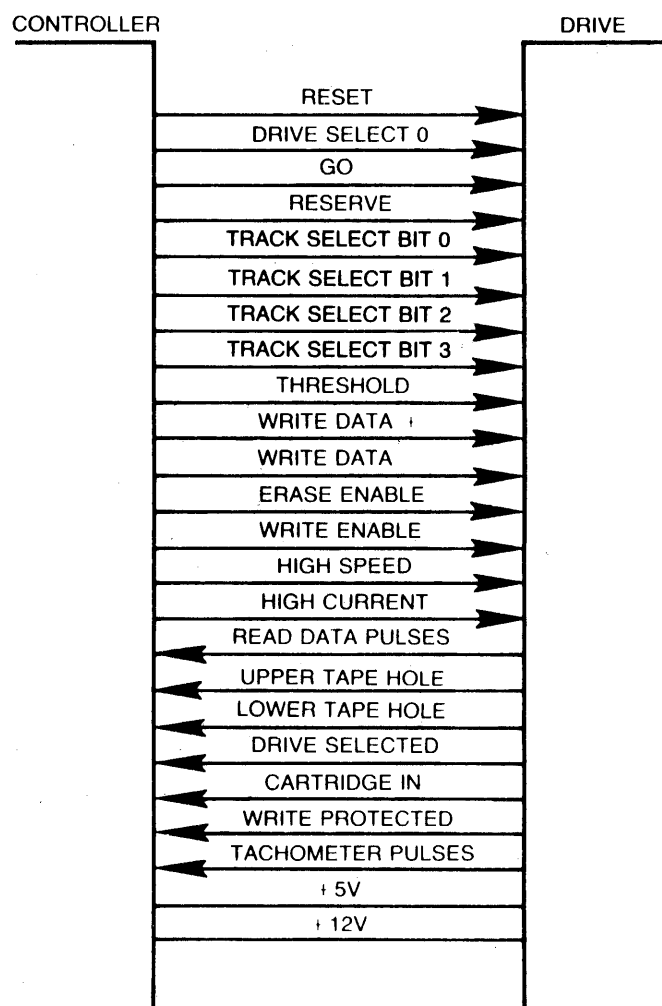 CONTROLLER DRIVE
RESET
DRIVE SELECT 0
GO
RESERVE
TRACK SELECT BIT 0
TRACK SELECT BIT 1
TRACK SELECT BIT 2
TRACK SELECT BIT 3
THRESHOLD
WRITE DATA +
WRITE DATA
ERASE ENABLE
WRITE ENABLE
HIGH SPEED
HIGH CURRENT
READ DATA PULSES
UPPER TAPE HOLE
LOWER TAPE HOLE
DRIVE SELECTED
CARTRIDGE IN
WRITE PROTECTED
TACHOMETER PULSES
+ 5V
+ 12V